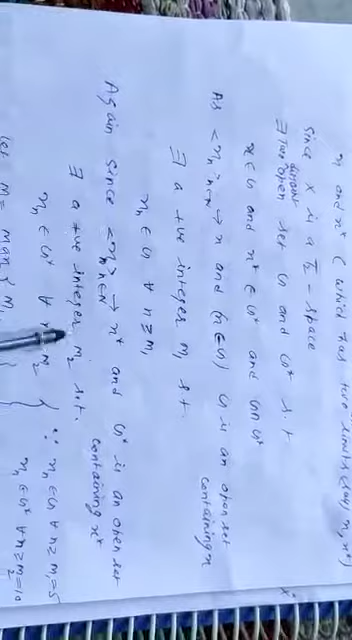 x and x* (which has two limits (say) x, x*)
Since X is a T2 - space
∃ two disjoint open set G and G* s.t
x ∈ G and x* ∈ G* and G∩G*
As <xn>n∈N → x and (x∈G) G is an open set containing x
∃ a +ve integer m1 s.t.
xn ∈ G ∀ n ≥ m1
Again since <xn>n∈N → x* and G* is an open set containing x*
∃ a +ve integer m2 s.t.
xn ∈ G* ∀ m2 } ∵ xn ∈ G ∀ n ≥ m1 = 5
xn ∈ G* ∀ n ≥ m2 = 10
let m = max { m1